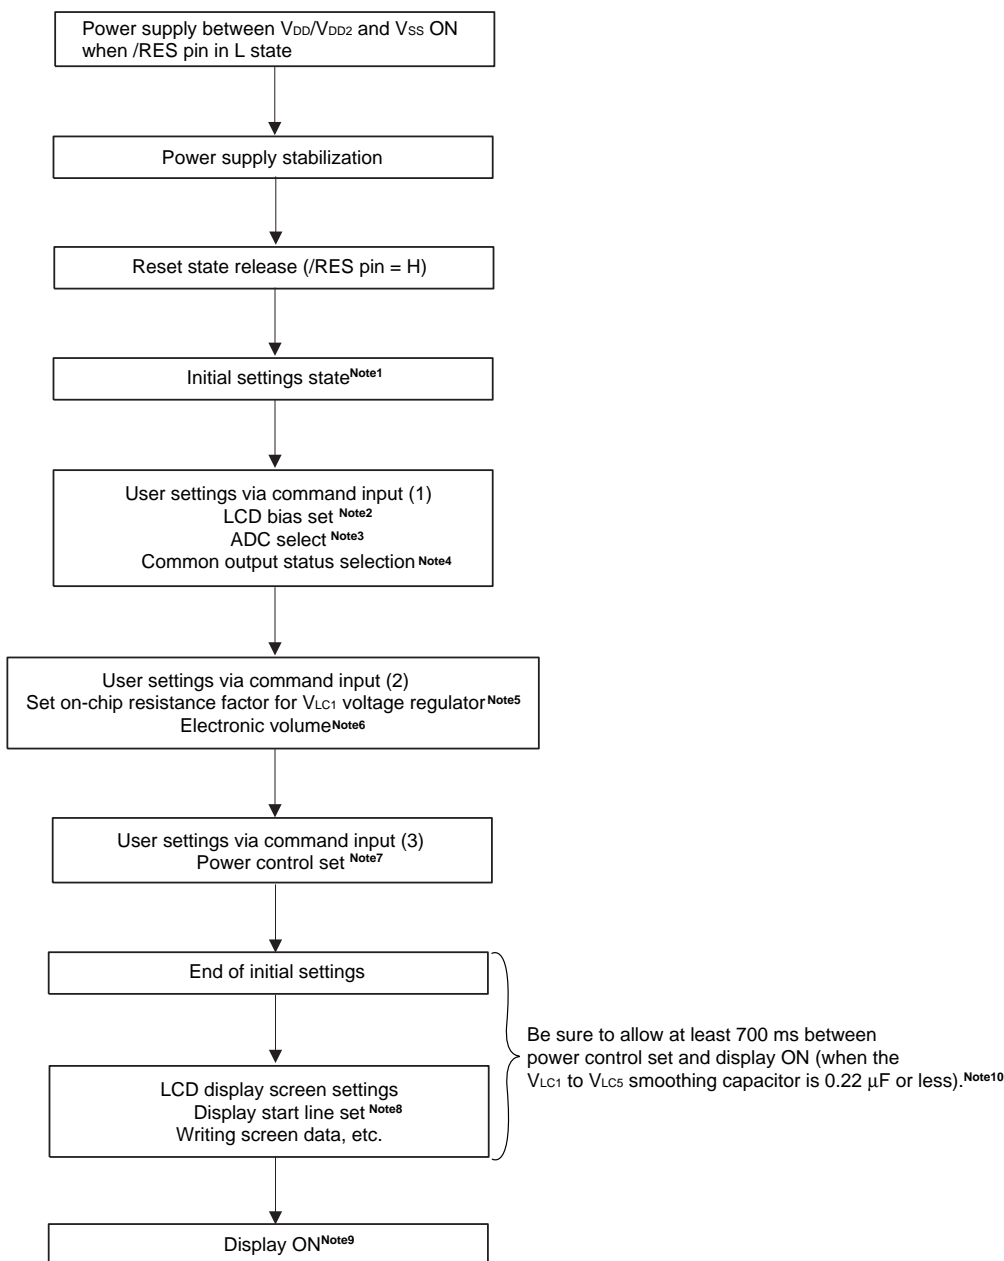 Power supply between VDD/VDD2 and VSS ON
when /RES pin in L state
Power supply stabilization
Reset state release (/RES pin = H)
Initial settings stateNote1
User settings via command input (1)
LCD bias set Note2
ADC select Note3
Common output status selection Note4
User settings via command input (2)
Set on-chip resistance factor for VLC1 voltage regulatorNote5
Electronic volumeNote6
User settings via command input (3)
Power control set Note7
End of initial settings
Be sure to allow at least 700 ms between
power control set and display ON (when the
VLC1 to VLC5 smoothing capacitor is 0.22 μF or less).Note10
LCD display screen settings
Display start line set Note8
Writing screen data, etc.
Display ONNote9